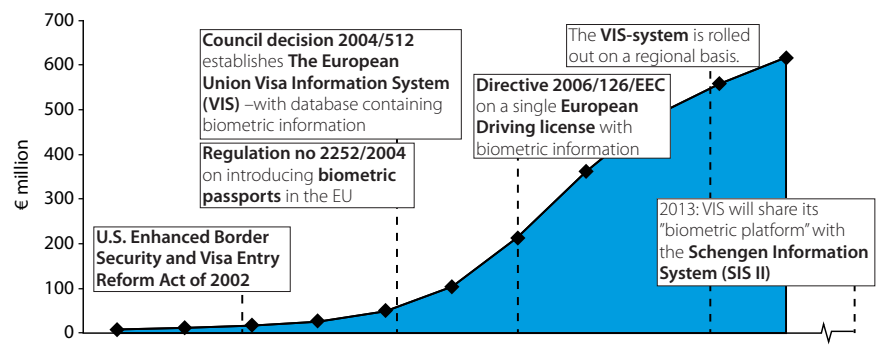 700
600
500
400
300
200
100
0
€ million
Council decision 2004/512
establishes The European
Union Visa Information System
(VIS) –with database containing
biometric information
Regulation no 2252/2004
on introducing biometric
passports in the EU
U.S. Enhanced Border
Security and Visa Entry
Reform Act of 2002
The VIS-system is rolled
out on a regional basis.
Directive 2006/126/EEC
on a single European
Driving license with
biometric information
2013: VIS will share its
"biometric platform" with
the Schengen Information
System (SIS II)